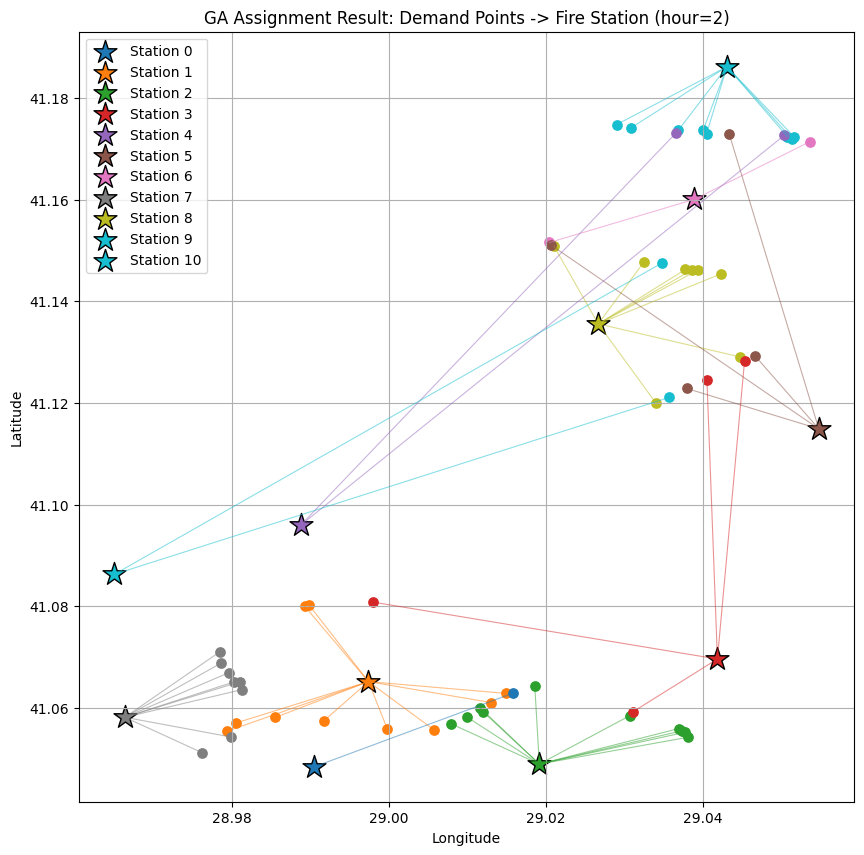 GA Assignment Result: Demand Points -> Fire Station (hour=2)
Station 0
Station 1
Station 2
Station 3
Station 4
Station 5
Station 6
Station 7
Station 8
Station 9
Station 10
41.18
41.16
41.14
41.12
41.10
41.08
41.06
Latitude
28.98
29.00
29.02
29.04
Longitude